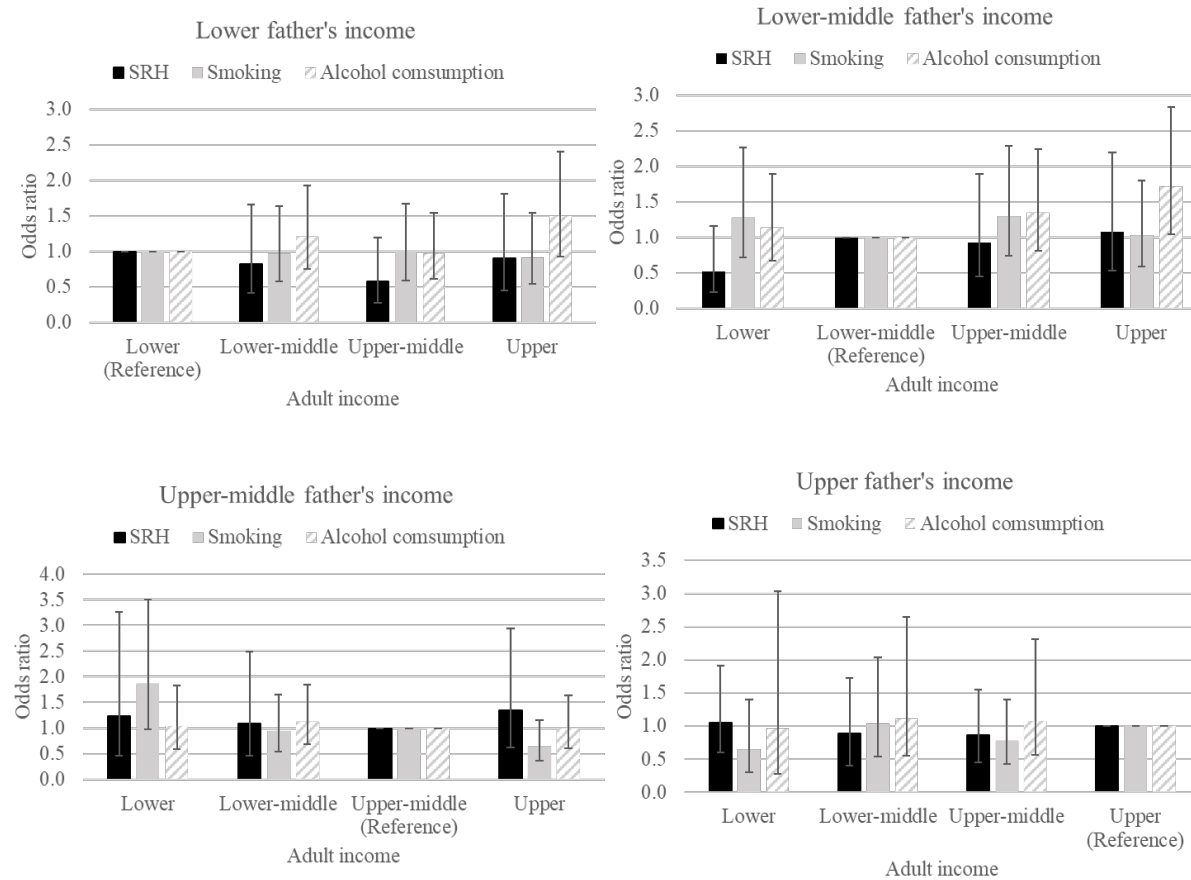 Lower father's income
SRH Smoking Alcohol comsumption
3.0
2.5
2.0
1.5
1.0
0.5
0.0
Odds ratio
Lower
(Reference)
Lower-middle
Upper-middle
Upper
Adult income
Lower-middle father's income
SRH Smoking Alcohol consumption
3.0
2.5
2.0
1.5
1.0
0.5
0.0
Odds ratio
Lower
Lower-middle
(Reference)
Upper-middle
Upper
Adult income
Upper-middle father's income
SRH Smoking Alcohol comsumption
4.0
3.5
3.0
2.5
2.0
1.5
1.0
0.5
0.0
Odds ratio
Lower
Lower-middle
Upper-middle
(Reference)
Upper
Adult income
Upper father's income
SRH Smoking Alcohol comsumption
3.5
3.0
2.5
2.0
1.5
1.0
0.5
0.0
Odds ratio
Lower
Lower-middle
Upper-middle
Upper
(Reference)
Adult income